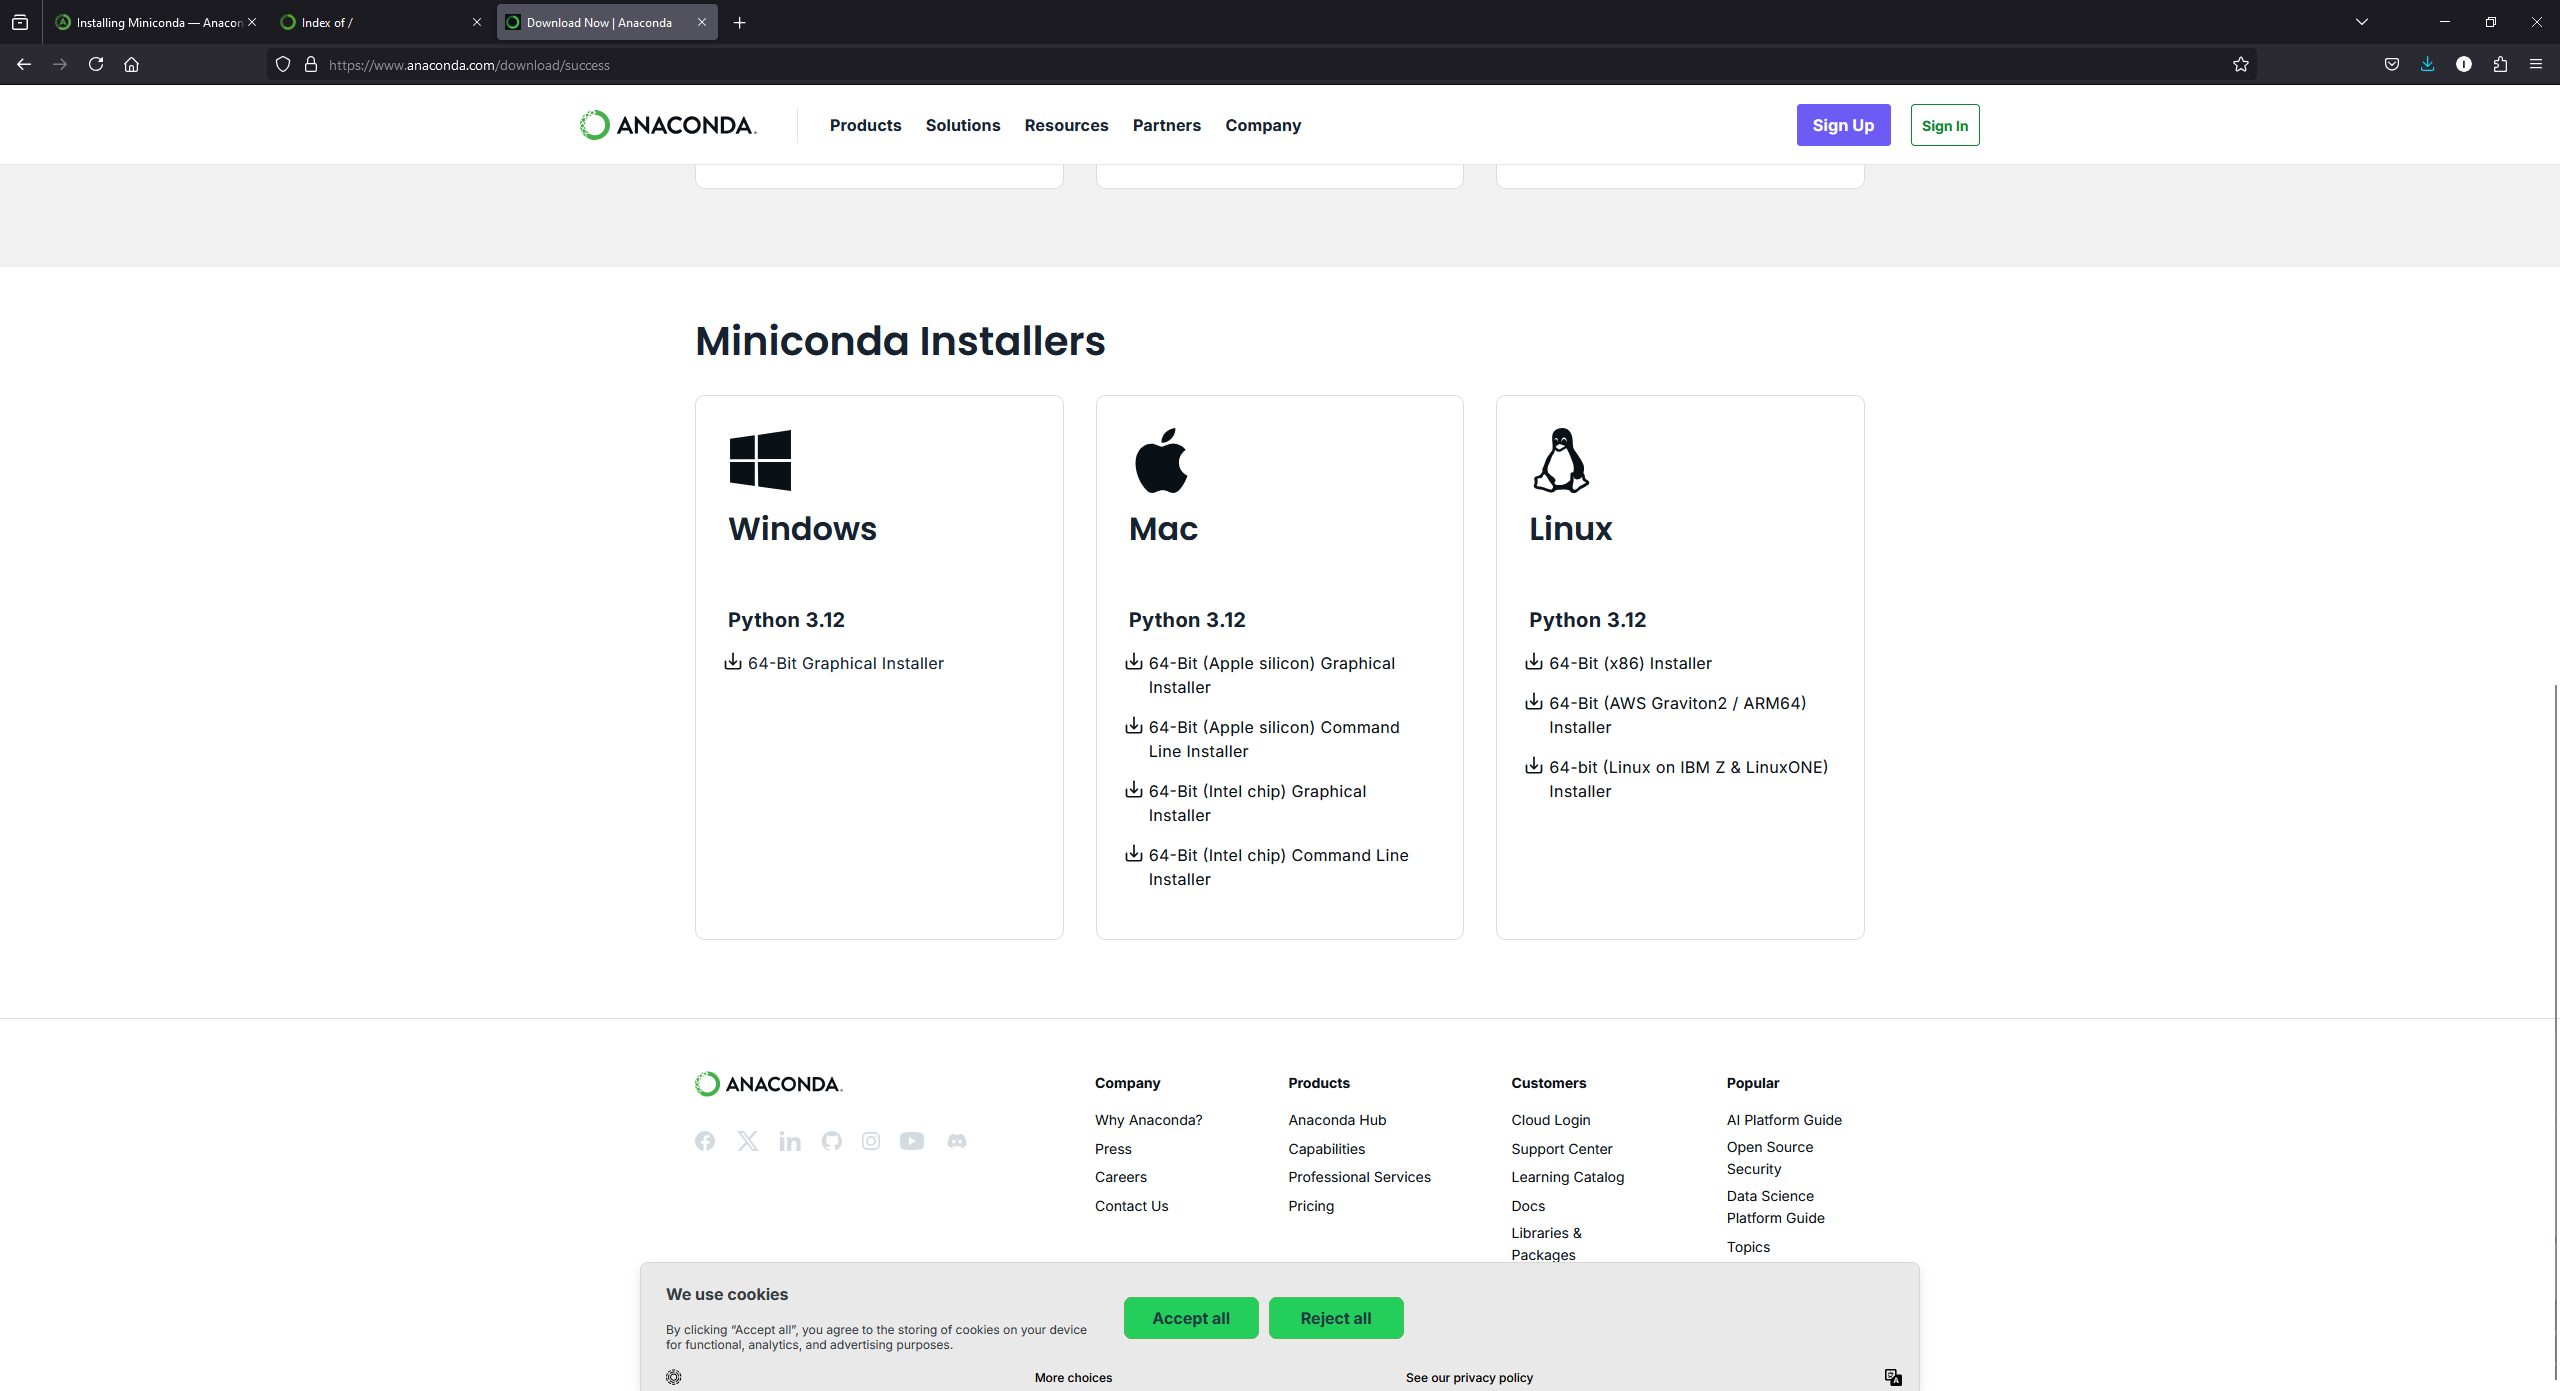 Installing Miniconda — Anacon
Index of /
Download Now | Anaconda
https://www.anaconda.com/download/success
ANACONDA.
Products
Solutions
Resources
Partners
Company
Sign Up
Sign In
Miniconda Installers
Windows
Python 3.12
64-Bit Graphical Installer
Mac
Python 3.12
64-Bit (Apple silicon) Graphical
Installer
64-Bit (Apple silicon) Command
Line Installer
64-Bit (Intel chip) Graphical
Installer
64-Bit (Intel chip) Command Line
Installer
Linux
Python 3.12
64-Bit (x86) Installer
64-Bit (AWS Graviton2 / ARM64)
Installer
64-bit (Linux on IBM Z & LinuxONE)
Installer
ANACONDA.
Company
Why Anaconda?
Press
Careers
Contact Us
Products
Anaconda Hub
Capabilities
Professional Services
Pricing
Customers
Cloud Login
Support Center
Learning Catalog
Docs
Libraries &
Packages
Popular
AI Platform Guide
Open Source
Security
Data Science
Platform Guide
Topics
We use cookies
By clicking “Accept all”, you agree to the storing of cookies on your device
for functional, analytics, and advertising purposes.
Accept all
Reject all
More choices
See our privacy policy